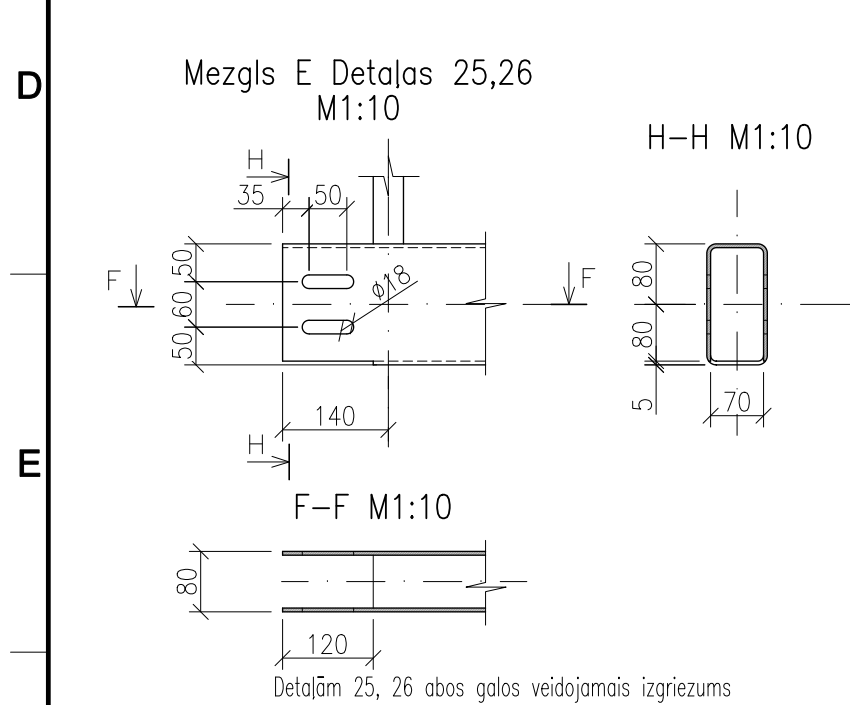 D
Mezgls E Detaļas 25,26
M1:10
H-H M1:10
H
35 50
F
F
50
60
50
ø18
80
80
5
70
140
H
E
F-F M1:10
80
120
Detaļām 25, 26 abos galos veidojamais izgriezums